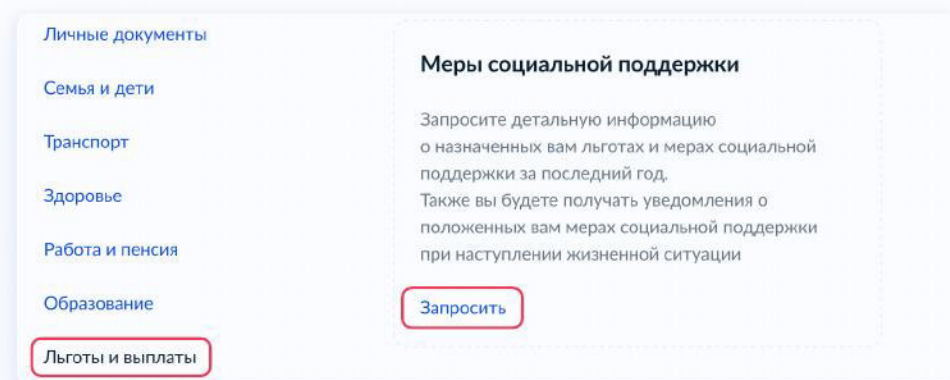 Личные документы
Семья и дети
Транспорт
Здоровье
Работа и пенсия
Образование
Льготы и выплаты
Меры социальной поддержки
Запросите детальную информацию
о назначенных вам льготах и мерах социальной
поддержки за последний год.
Также вы будете получать уведомления о
положенных вам мерах социальной поддержки
при наступлении жизненной ситуации
Запросить